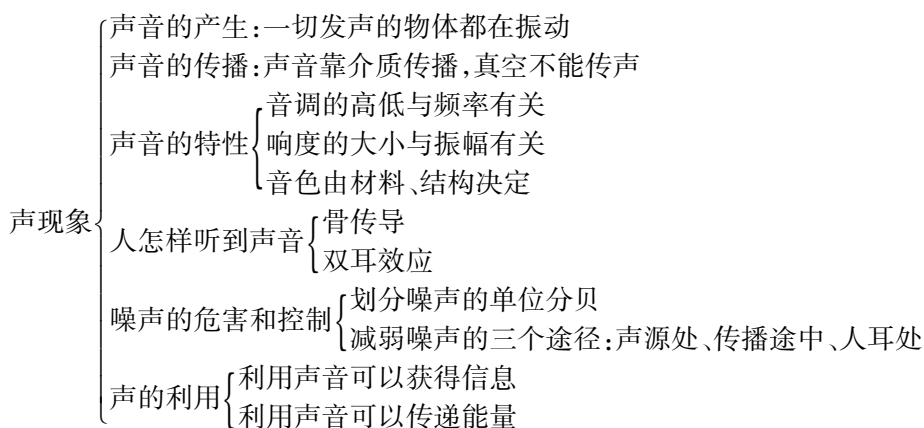 声音的产生:一切发声的物体都在振动
声音的传播:声音靠介质传播,真空不能传声
音调的高低与频率有关
声音的特性
响度的大小与振幅有关
音色由材料、结构决定
声现象
骨传导
人怎样听到声音
双耳效应
划分噪声的单位分贝
噪声的危害和控制
减弱噪声的三个途径:声源处、传播途中、人耳处
利用声音可以获得信息
声的利用
利用声音可以传递能量